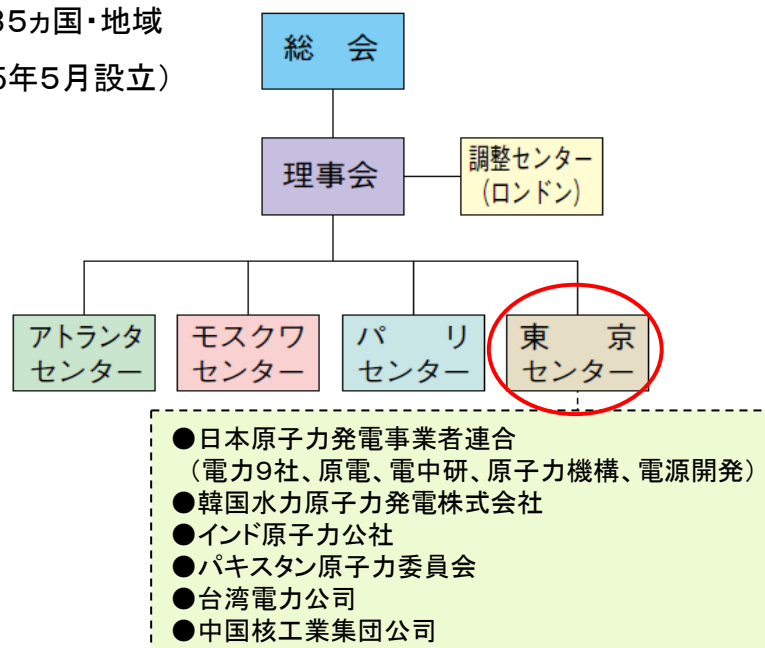 35ヵ国・地域
5年5月設立）
総　会
理事会
調整センター
（ロンドン）
アトランタ
センター
モスクワ
センター
パ　リ
センター
東　京
センター
●日本原子力発電事業者連合
（電力9社、原電、電中研、原子力機構、電源開発）
●韓国水力原子力発電株式会社
●インド原子力公社
●パキスタン原子力委員会
●台湾電力公司
●中国核工業集団公司